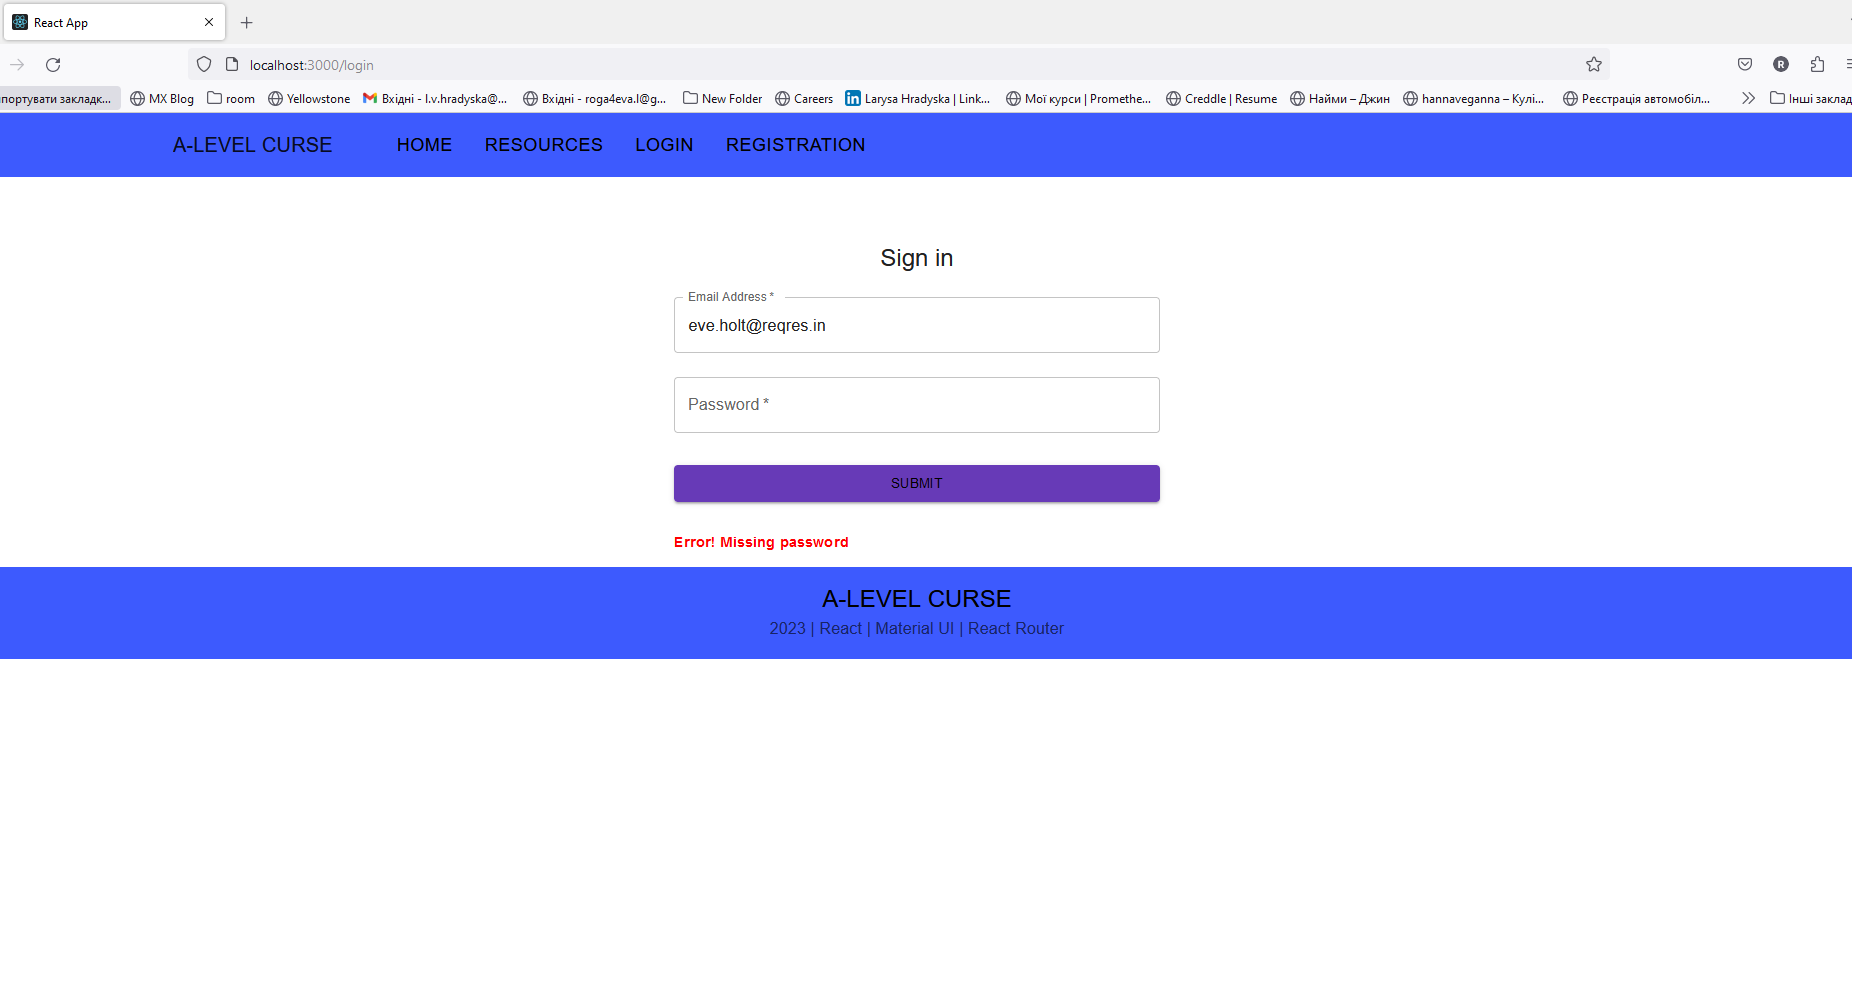 React App
localhost:3000/login
мпортувати закладк... MX Blog room Yellowstone Вхідні - l.v.hradyska@... Вхідні - roga4eva.l@g... New Folder Careers Larysa Hradyska | Link... Мої курси | Promethe... Creddle | Resume Найми – Джин hannaveganna – Кулі... Реєстрація автомобіл... Інші заклад
A-LEVEL CURSE HOME RESOURCES LOGIN REGISTRATION
Sign in
Email Address *
eve.holt@reqres.in
Password *
SUBMIT
Error! Missing password
A-LEVEL CURSE
2023 | React | Material UI | React Router